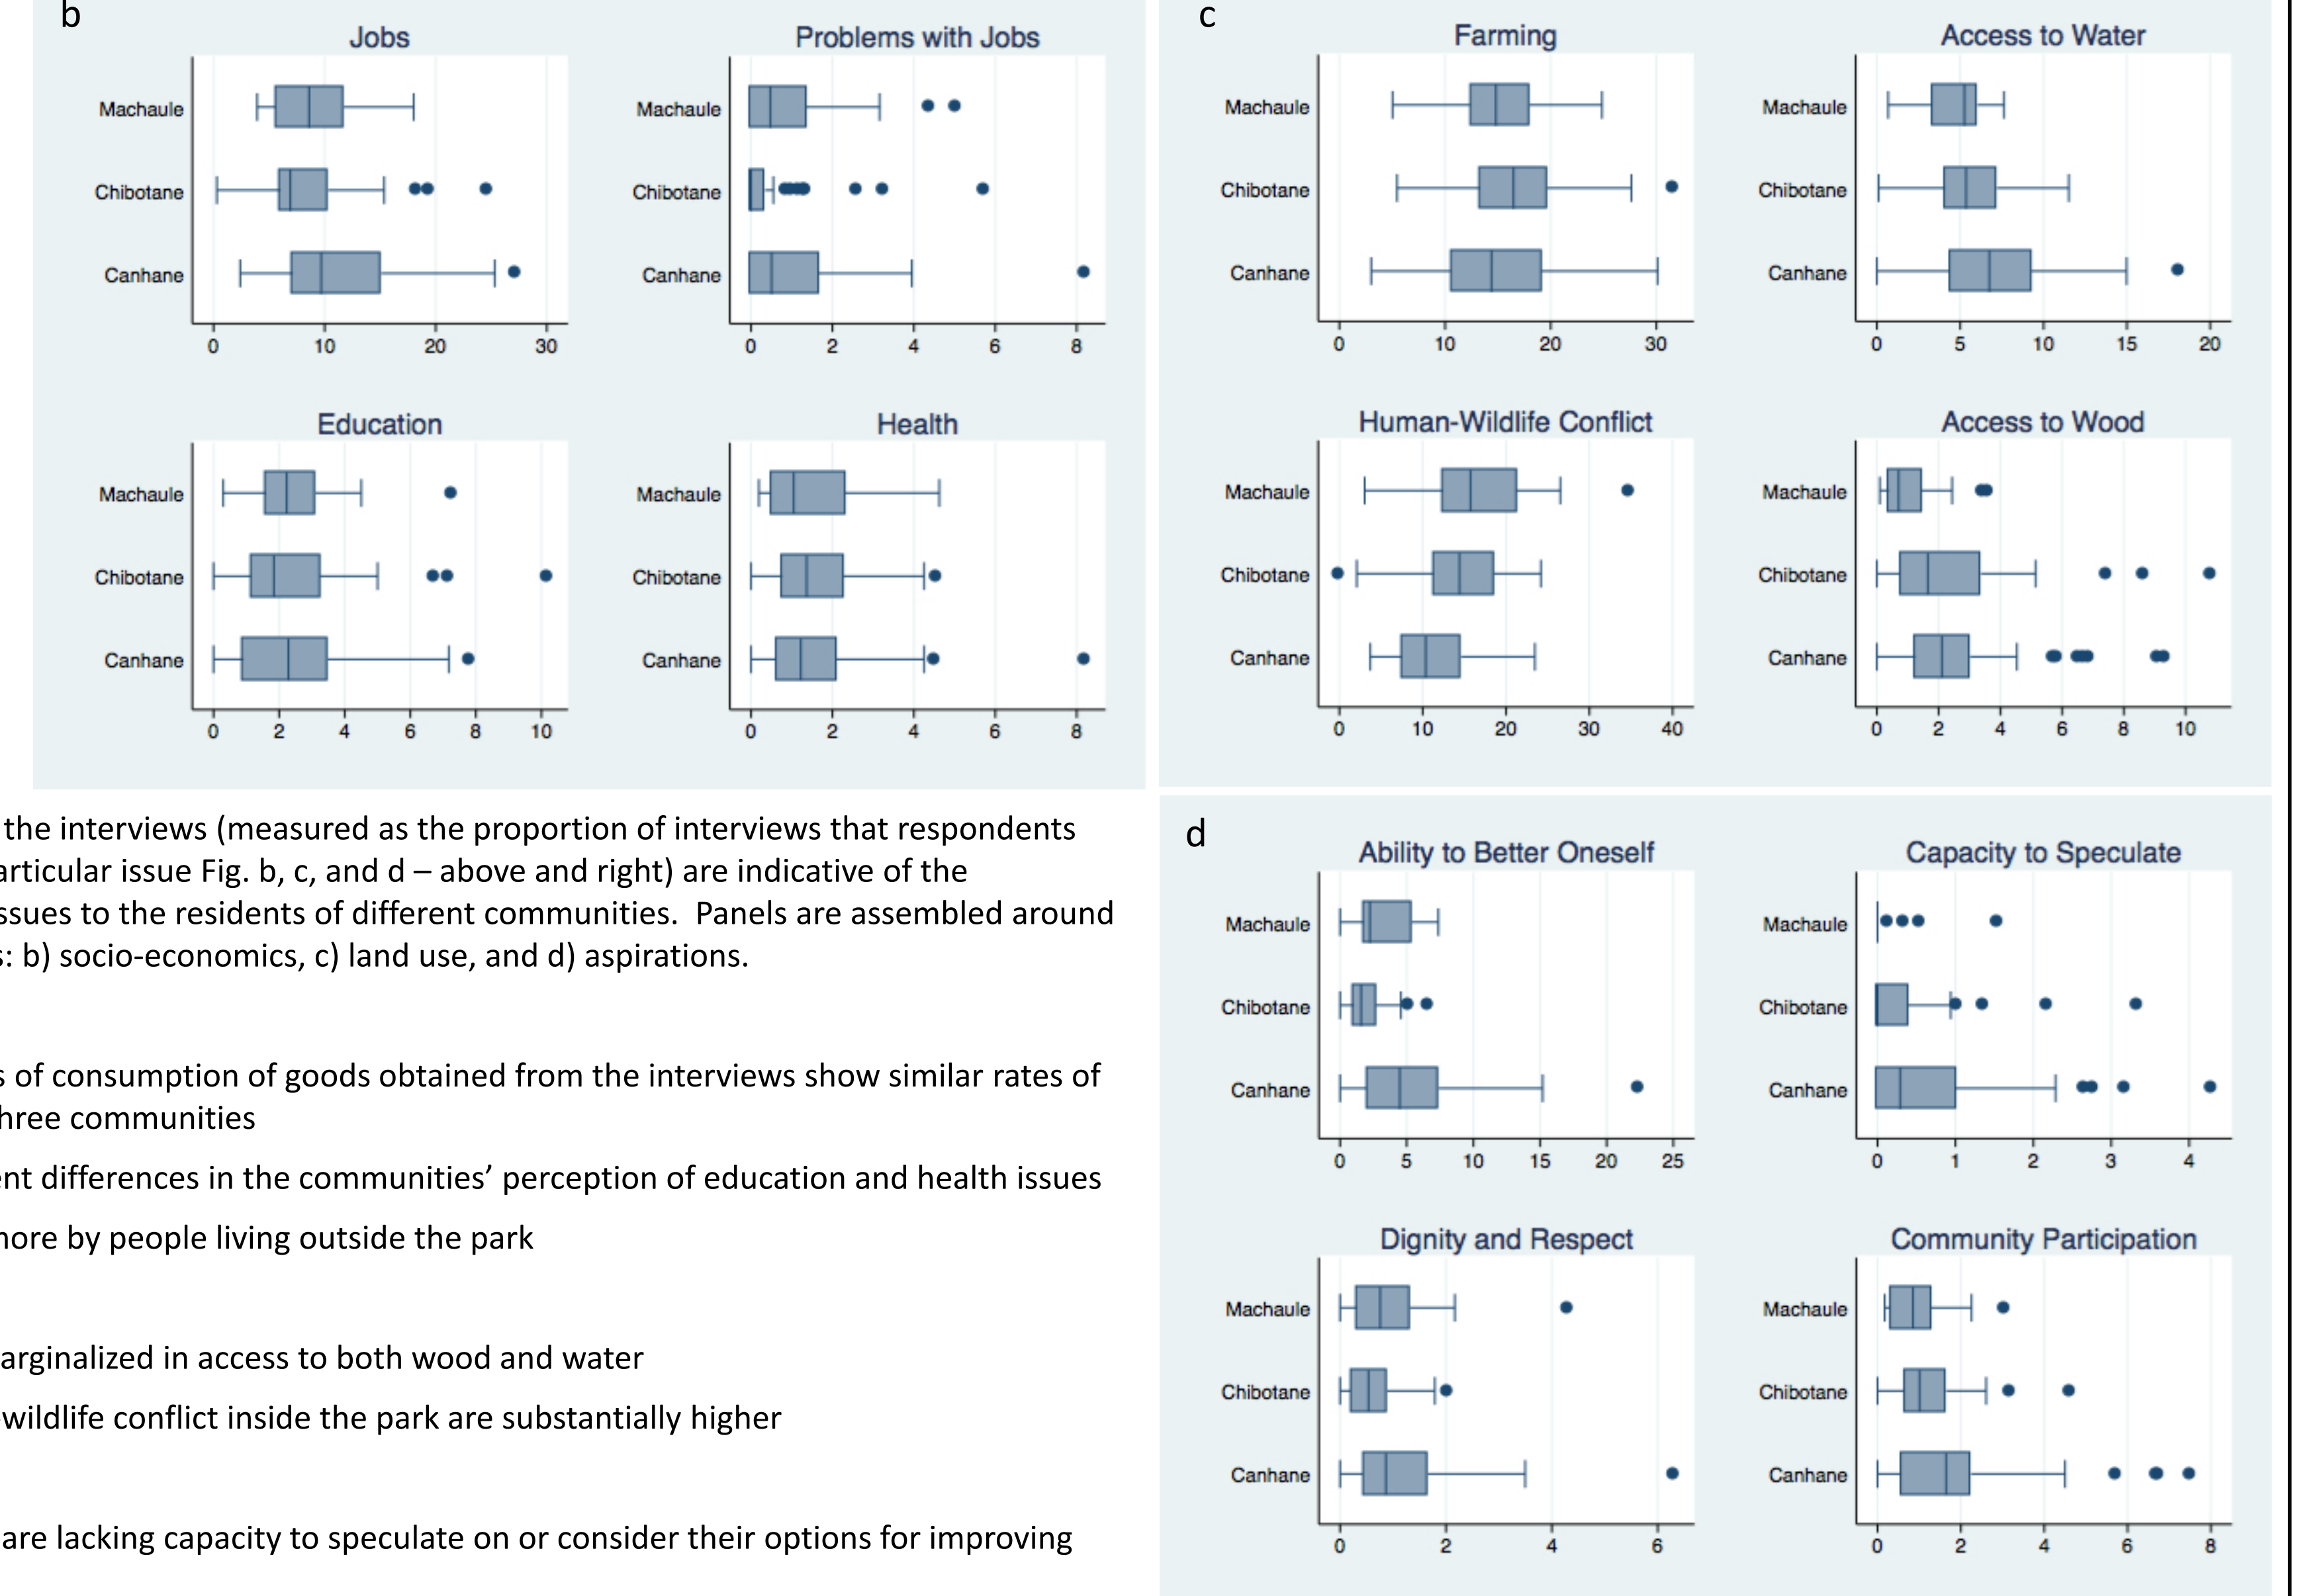 b
Jobs
Machaule
Chibotane
Canhane
0 10 20 30
Problems with Jobs
Machaule
Chibotane
Canhane
0 2 4 6 8
Education
Machaule
Chibotane
Canhane
0 2 4 6 8 10
Health
Machaule
Chibotane
Canhane
0 2 4 6 8
c
Farming
Machaule
Chibotane
Canhane
0 10 20 30
Access to Water
Machaule
Chibotane
Canhane
0 5 10 15 20
Human-Wildlife Conflict
Machaule
Chibotane
Canhane
0 10 20 30 40
Access to Wood
Machaule
Chibotane
Canhane
0 2 4 6 8 10
the interviews (measured as the proportion of interviews that respondents
articular issue Fig. b, c, and d – above and right) are indicative of the
ssues to the residents of different communities.  Panels are assembled around
s: b) socio-economics, c) land use, and d) aspirations.
s of consumption of goods obtained from the interviews show similar rates of
hree communities
nt differences in the communities’ perception of education and health issues
ore by people living outside the park
arginalized in access to both wood and water
wildlife conflict inside the park are substantially higher
are lacking capacity to speculate on or consider their options for improving
d
Ability to Better Oneself
Machaule
Chibotane
Canhane
0 5 10 15 20 25
Capacity to Speculate
Machaule
Chibotane
Canhane
0 1 2 3 4
Dignity and Respect
Machaule
Chibotane
Canhane
0 2 4 6
Community Participation
Machaule
Chibotane
Canhane
0 2 4 6 8